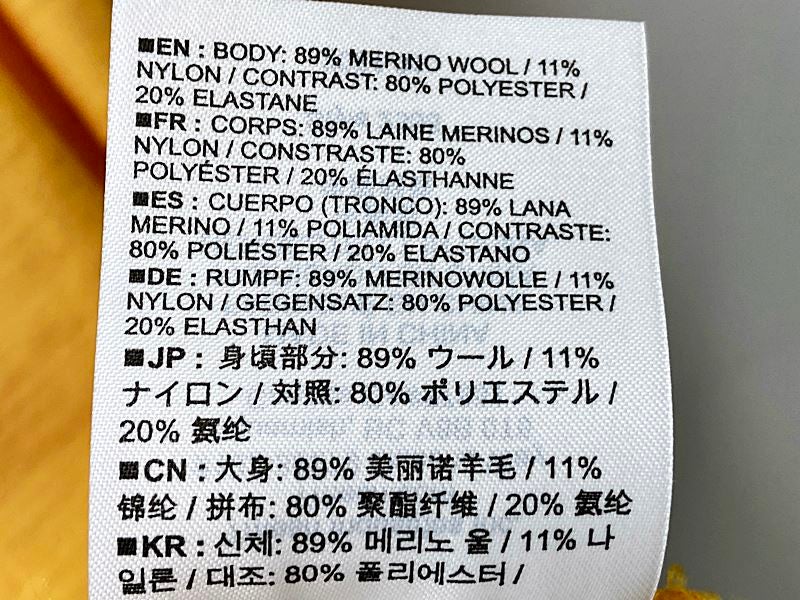 ■EN : BODY: 89% MERINO WOOL / 11%
NYLON / CONTRAST: 80% POLYESTER /
20% ELASTANE
■FR : CORPS: 89% LAINE MERINOS / 11%
NYLON / CONSTRASTE: 80%
POLYÉSTER / 20% ÉLASTHANNE
■ES : CUERPO (TRONCO): 89% LANA
MERINO / 11% POLIAMIDA / CONTRASTE:
80% POLIÉSTER / 20% ELASTANO
■DE : RUMPF: 89% MERINOWOLLE / 11%
NYLON / GEGENSATZ: 80% POLYESTER /
20% ELASTHAN
■JP : 身頃部分: 89% ウール / 11%
ナイロン / 対照: 80% ポリエステル /
20% 氨纶
■CN : 大身: 89% 美丽诺羊毛 / 11%
锦纶 / 拼布: 80% 聚酯纤维 / 20% 氨纶
■KR : 신체: 89% 메리노 울 / 11% 나
일론 / 대조: 80% 폴리에스터 /